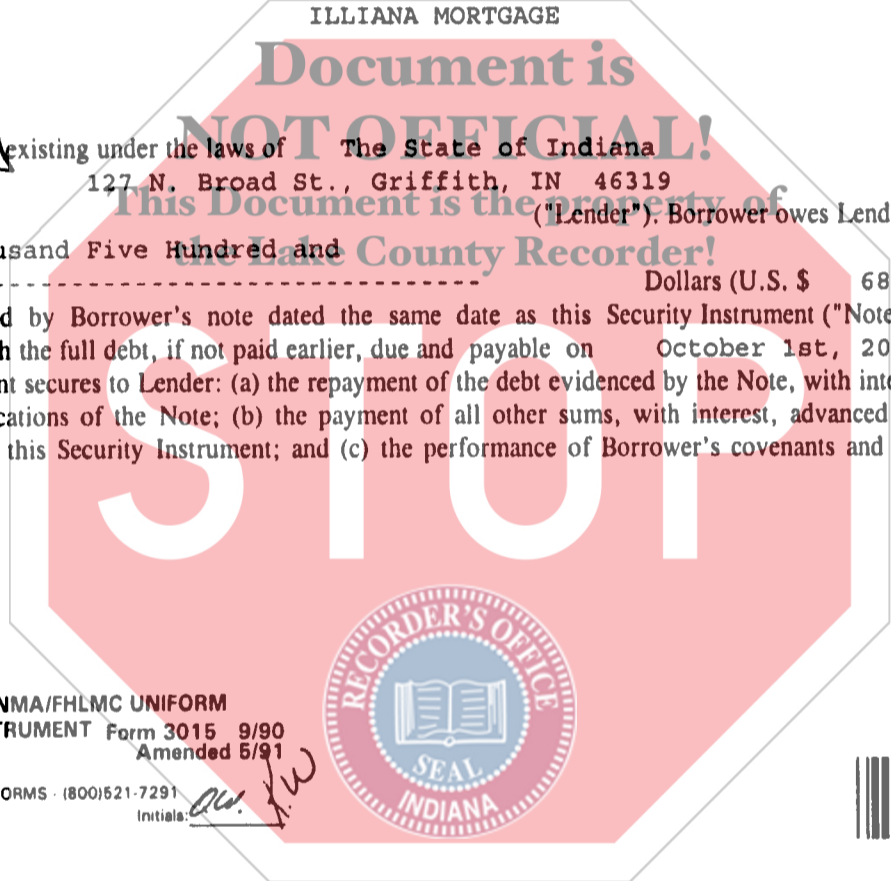 ILLIANA MORTGAGE
Document is
NOT OFFICIAL!
existing under the laws of The State of Indiana
127 N. Broad St., Griffith, IN 46319
This Document is the property of
("Lender"). Borrower owes Lend
usand Five Hundred and
the Lake County Recorder!
--------------------------------- Dollars (U.S. $ 68
d by Borrower's note dated the same date as this Security Instrument ("Note
h the full debt, if not paid earlier, due and payable on October 1st, 20
nt secures to Lender: (a) the repayment of the debt evidenced by the Note, with inte
cations of the Note; (b) the payment of all other sums, with interest, advanced
this Security Instrument; and (c) the performance of Borrower's covenants and
STOP
RECORDER'S OFFICE
SEAL
INDIANA
NMA/FHLMC UNIFORM
TRUMENT Form 3015 9/90
Amended 5/91
ORMS - (800)521-7291
Initials: